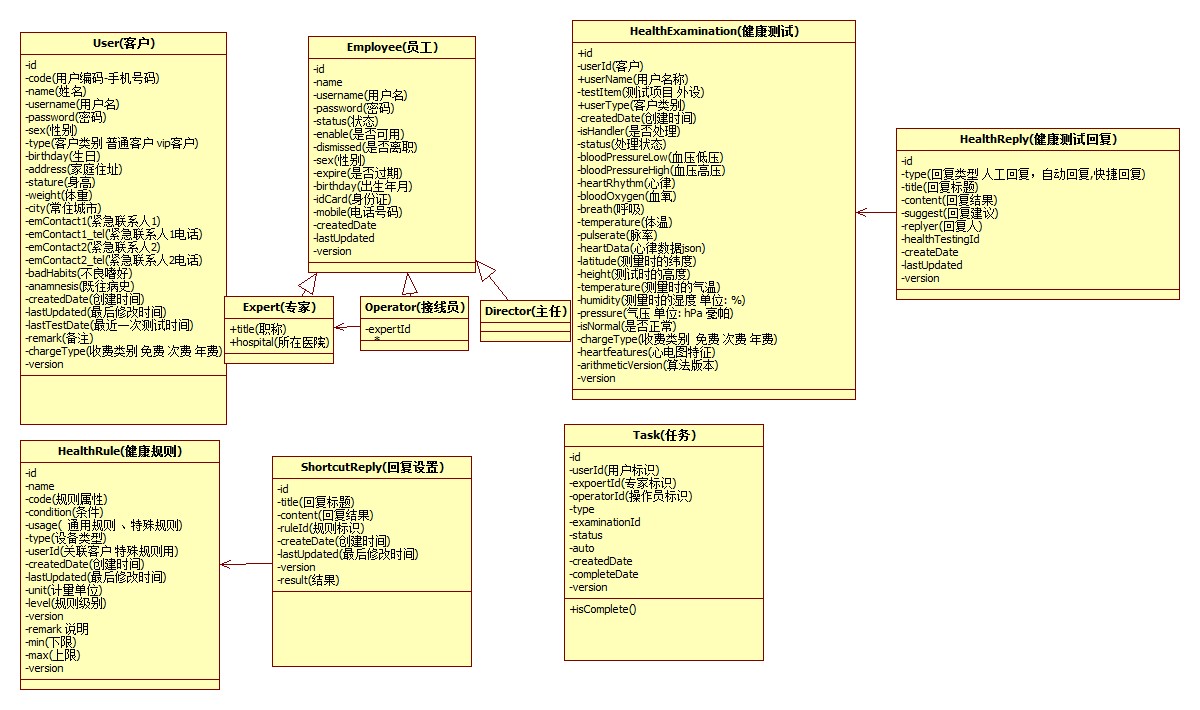 User(客户)
-id
-code(用户编码-手机号码)
-name(姓名)
-username(用户名)
-password(密码)
-sex(性别)
-type(客户类别 普通客户 vip客户)
-birthday(生日)
-address(家庭住址)
-stature(身高)
-weight(体重)
-city(常住城市)
-emContact1(紧急联系人1)
-emContact1_tel(紧急联系人1电话)
-emContact2(紧急联系人2)
-emContact2_tel(紧急联系人2电话)
-badHabits(不良嗜好)
-anamnesis(既往病史)
-createdDate(创建时间)
-lastUpdated(最后修改时间)
-lastTestDate(最近一次测试时间)
-remark(备注)
-chargeType(收费类别 免费 次费 年费)
-version
Employee(员工)
-id
-name
-username(用户名)
-password(密码)
-status(状态)
-enable(是否可用)
-dismissed(是否离职)
-sex(性别)
-expire(是否过期)
-birthday(出生年月)
-idCard(身份证)
-mobile(电话号码)
-createdDate
-lastUpdated
-version
Expert(专家)
+title(职称)
+hospital(所在医院)
Operator(接线员)
-expertId
*
Director(主任)
HealthExamination(健康测试)
+id
-userId(客户)
+userName(用户名称)
-testItem(测试项目 外设)
+userType(客户类别)
-createdDate(创建时间)
-isHandler(是否处理)
-status(处理状态)
-bloodPressureLow(血压低压)
-bloodPressureHigh(血压高压)
-heartRhythm(心律)
-bloodOxygen(血氧)
-breath(呼吸)
-temperature(体温)
-pulserate(脉率)
-heartData(心律数据json)
-latitude(测量时的纬度)
-height(测试时的高度)
-temperature(测量时的气温)
-humidity(测量时的湿度 单位: %)
-pressure(气压 单位: hPa 毫帕)
-isNormal(是否正常)
-chargeType(收费类别  免费 次费 年费)
-heartfeatures(心电图特征)
-arithmeticVersion(算法版本)
-version
HealthReply(健康测试回复)
-id
-type(回复类型 人工回复，自动回复,快捷回复)
-title(回复标题)
-content(回复结果)
-suggest(回复建议)
-replyer(回复人)
-healthTestingId
-createDate
-lastUpdated
-version
HealthRule(健康规则)
-id
-name
-code(规则属性)
-condition(条件)
-usage( 通用规则 、特殊规则)
-type(设备类型)
-userId(关联客户 特殊规则用)
-createdDate(创建时间)
-lastUpdated(最后修改时间)
-unit(计量单位)
-level(规则级别)
-version
-remark 说明
-min(下限)
-max(上限)
-version
ShortcutReply(回复设置)
-id
-title(回复标题)
-content(回复结果)
-ruleId(规则标识)
-createDate(创建时间)
-lastUpdated(最后修改时间)
-version
-result(结果)
Task(任务)
-id
-userId(用户标识)
-expoertId(专家标识)
-operatorId(操作员标识)
-type
-examinationId
-status
-auto
-createdDate
-completeDate
-version
+isComplete()